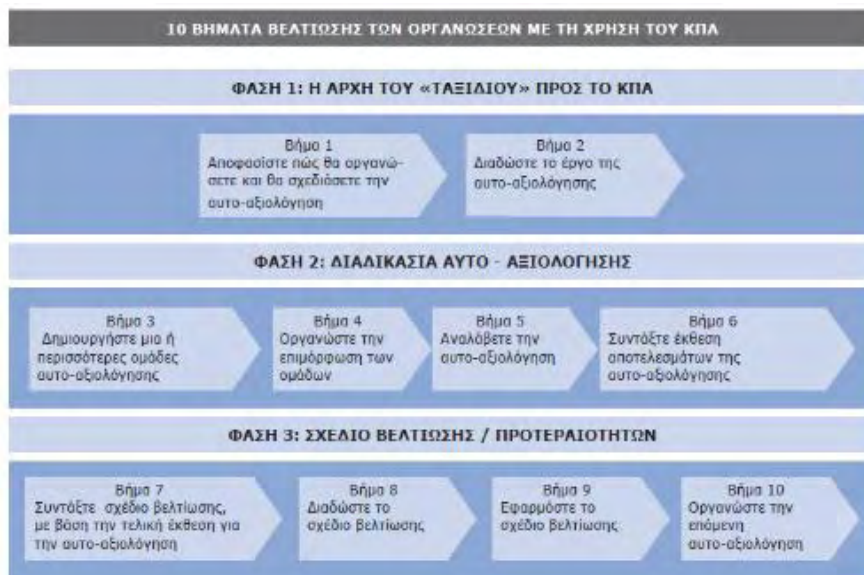 10 ΒΗΜΑΤΑ ΒΕΛΤΙΩΣΗΣ ΤΩΝ ΟΡΓΑΝΩΣΕΩΝ ΜΕ ΤΗ ΧΡΗΣΗ ΤΟΥ ΚΠΑ
ΦΑΣΗ 1: Η ΑΡΧΗ ΤΟΥ «ΤΑΞΙΔΙΟΥ» ΠΡΟΣ ΤΟ ΚΠΑ
Βήμα 1
Αποφασίστε πώς θα οργανώ-
σετε και θα σχεδιάσετε την
αυτο-αξιολόγηση
Βήμα 2
Διαδώστε το έργο της
αυτο-αξιολόγησης
ΦΑΣΗ 2: ΔΙΑΔΙΚΑΣΙΑ ΑΥΤΟ - ΑΞΙΟΛΟΓΗΣΗΣ
Βήμα 3
Δημιουργήστε μια ή
περισσότερες ομάδες
αυτο-αξιολόγησης
Βήμα 4
Οργανώστε την
επιμόρφωση των
ομάδων
Βήμα 5
Αναλάβετε την
αυτο-αξιολόγηση
Βήμα 6
Συντάξτε έκθεση
αποτελεσμάτων της
αυτο-αξιολόγησης
ΦΑΣΗ 3: ΣΧΕΔΙΟ ΒΕΛΤΙΩΣΗΣ / ΠΡΟΤΕΡΑΙΟΤΗΤΩΝ
Βήμα 7
Συντάξτε σχέδιο βελτίωσης,
με βάση την τελική έκθεση για
την αυτο-αξιολόγηση
Βήμα 8
Διαδώστε το
σχέδιο βελτίωσης
Βήμα 9
Εφαρμόστε το
σχέδιο βελτίωσης
Βήμα 10
Οργανώστε την
επόμενη
αυτο-αξιολόγηση